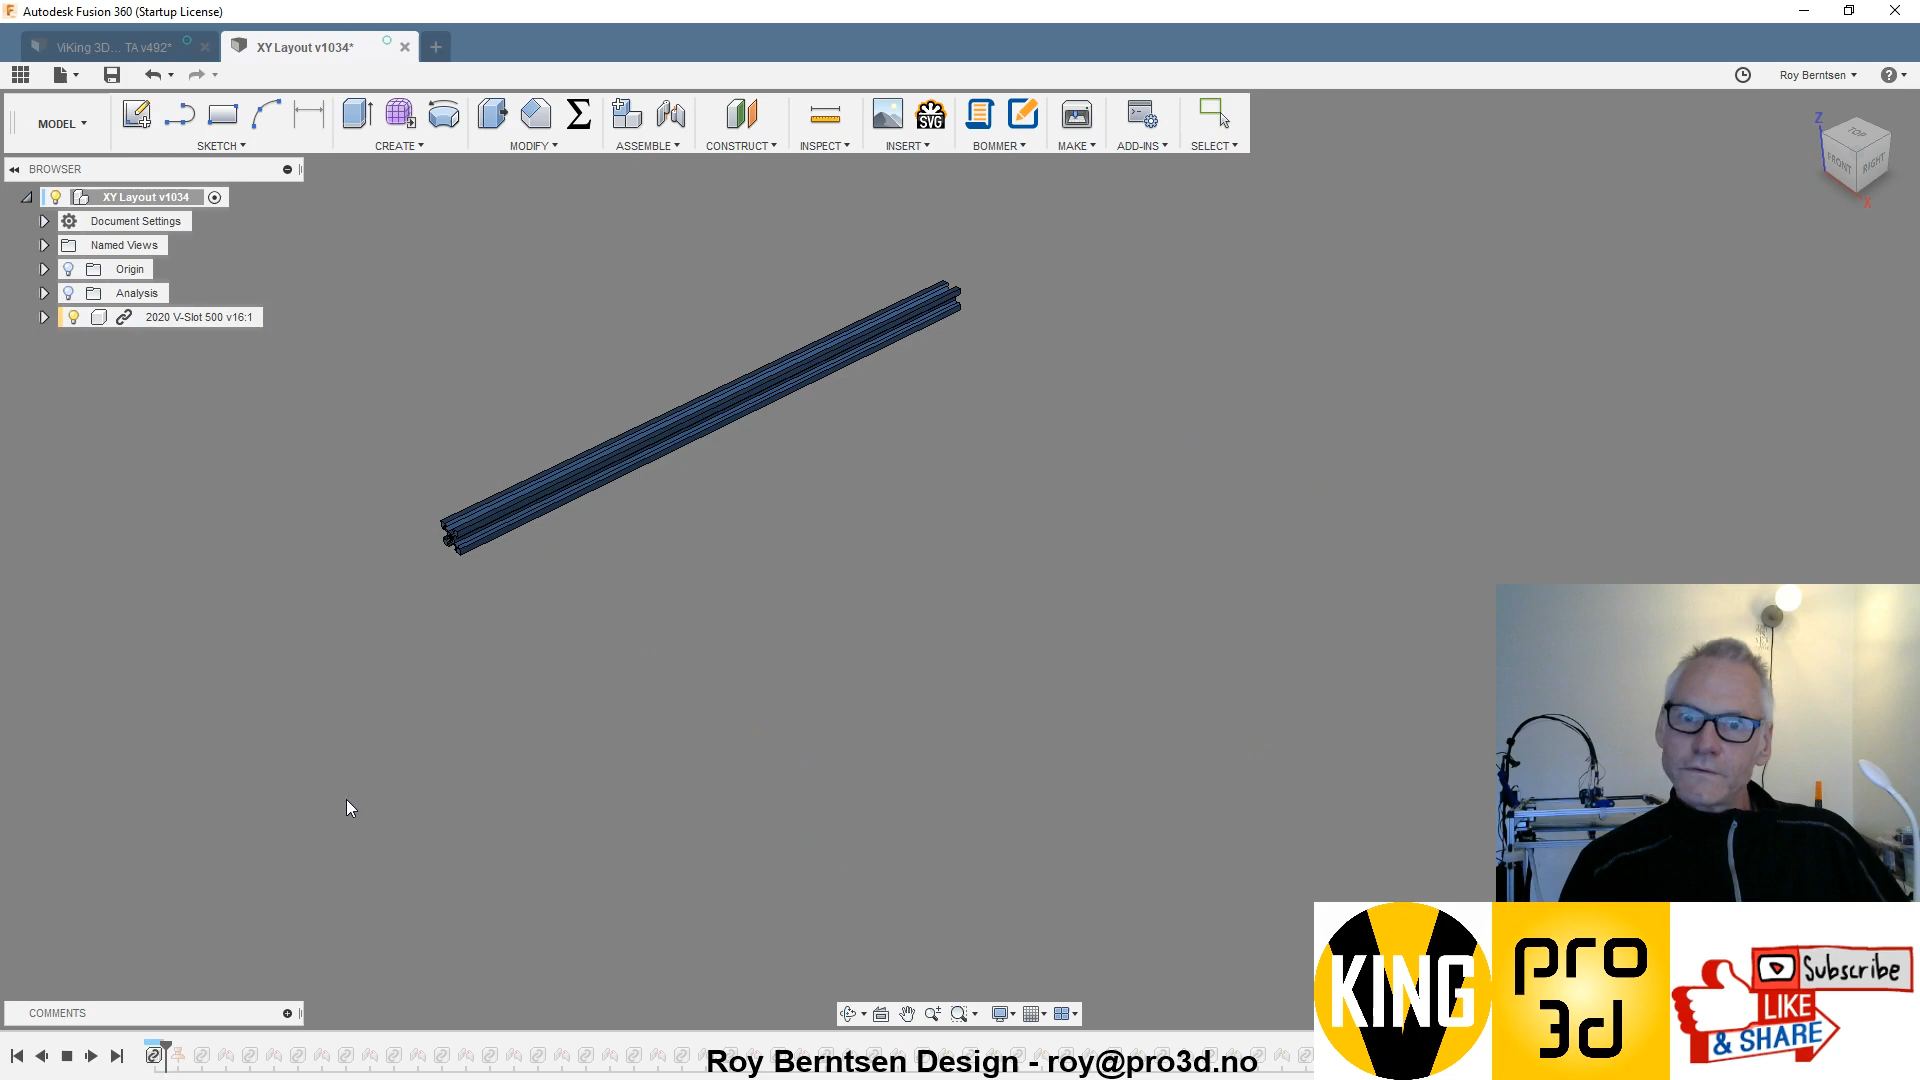 Autodesk Fusion 360 (Startup License)
ViKing 3D... TA v492*
XY Layout v1034*
Roy Berntsen
MODEL
SKETCH
CREATE
MODIFY
ASSEMBLE
CONSTRUCT
INSPECT
SVG
INSERT
BOMMER
MAKE
ADD-INS
SELECT
Z
TOP
FRONT
RIGHT
X
BROWSER
XY Layout v1034
Document Settings
Named Views
Origin
Analysis
2020 V-Slot 500 v16:1
COMMENTS
KING
pro
3d
Subscribe
LIKE
& SHARE
Roy Berntsen Design - roy@pro3d.no